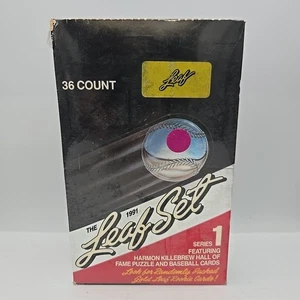 36 COUNT
Leaf
THE 1991
Leaf Set
SERIES 1
FEATURING
HARMON KILLEBREW HALL OF
FAME PUZZLE AND BASEBALL CARDS
Look for Randomly Packed
Gold Leaf Rookie Cards!